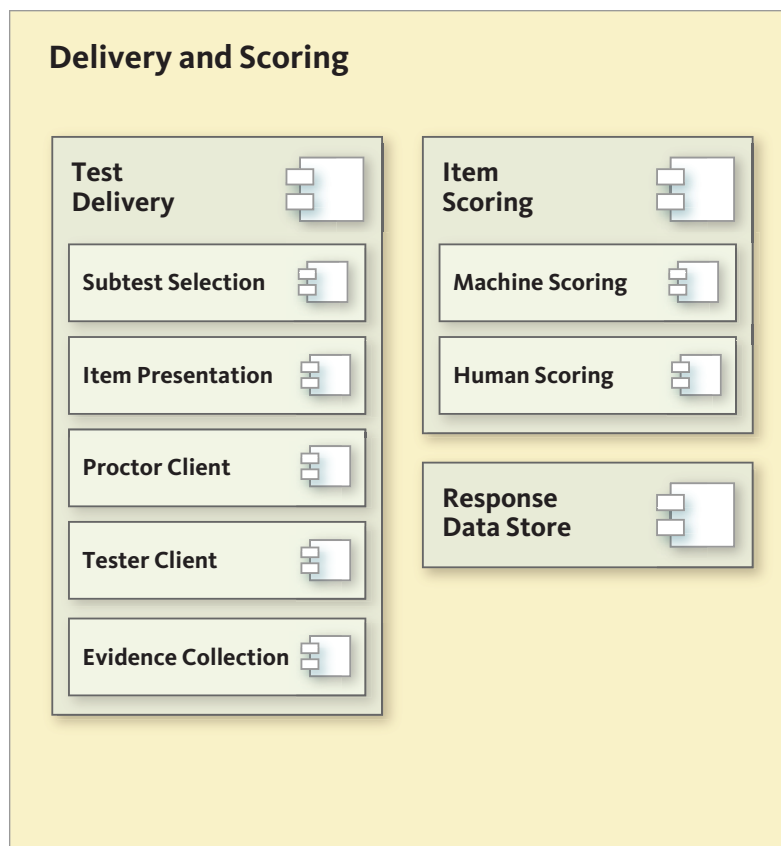 Delivery and Scoring
Test
Delivery
Subtest Selection
Item Presentation
Proctor Client
Tester Client
Evidence Collection
Item
Scoring
Machine Scoring
Human Scoring
Response
Data Store